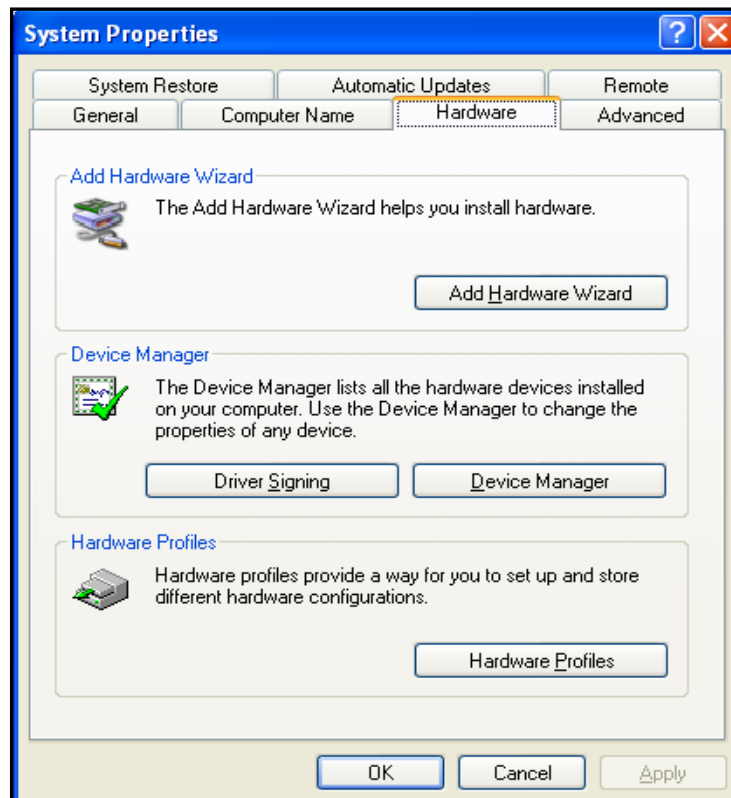 System Properties
System Restore
Automatic Updates
Remote
General
Computer Name
Hardware
Advanced
Add Hardware Wizard
The Add Hardware Wizard helps you install hardware.
Add Hardware Wizard
Device Manager
The Device Manager lists all the hardware devices installed
on your computer. Use the Device Manager to change the
properties of any device.
Driver Signing
Device Manager
Hardware Profiles
Hardware profiles provide a way for you to set up and store
different hardware configurations.
Hardware Profiles
OK
Cancel
Apply